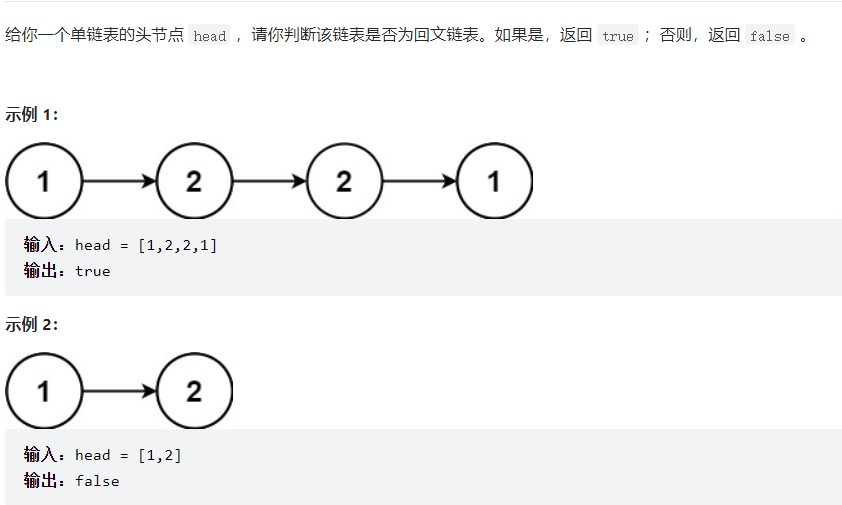 给你一个单链表的头节点 head ，请你判断该链表是否为回文链表。如果是，返回 true ；否则，返回 false 。
示例 1：
1 2 2 1
输入：head = [1,2,2,1]
输出：true
示例 2：
1 2
输入：head = [1,2]
输出：false